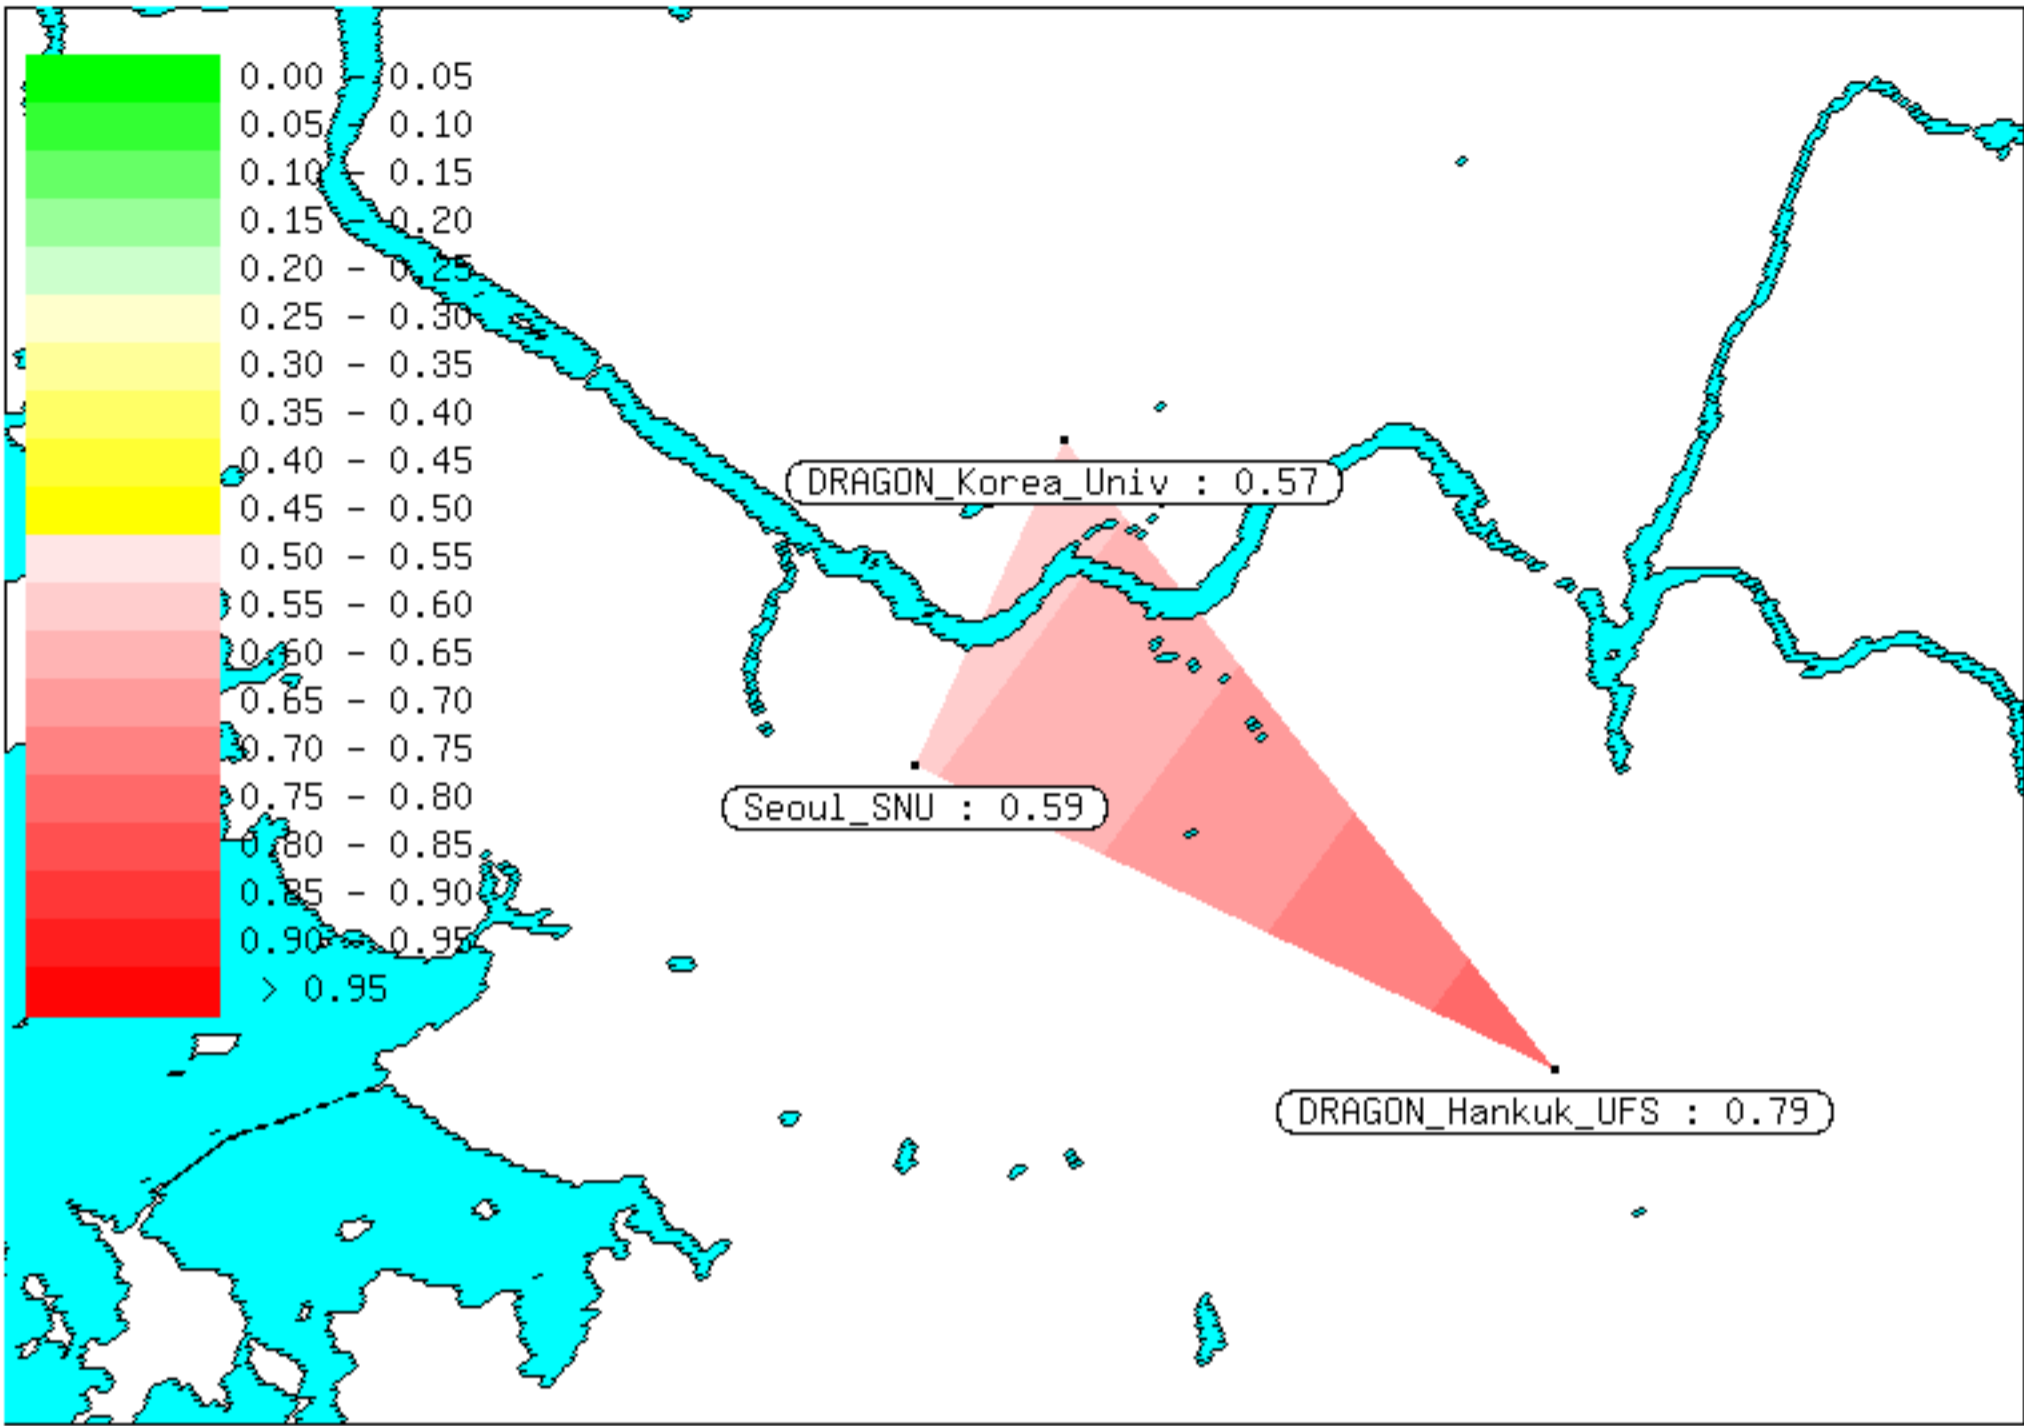 0.00 - 0.05
0.05 - 0.10
0.10 - 0.15
0.15 - 0.20
0.20 - 0.25
0.25 - 0.30
0.30 - 0.35
0.35 - 0.40
0.40 - 0.45
0.45 - 0.50
0.50 - 0.55
0.55 - 0.60
0.60 - 0.65
0.65 - 0.70
0.70 - 0.75
0.75 - 0.80
0.80 - 0.85
0.85 - 0.90
0.90 - 0.95
> 0.95
DRAGON_Korea_Univ : 0.57
Seoul_SNU : 0.59
DRAGON_Hankuk_UFS : 0.79